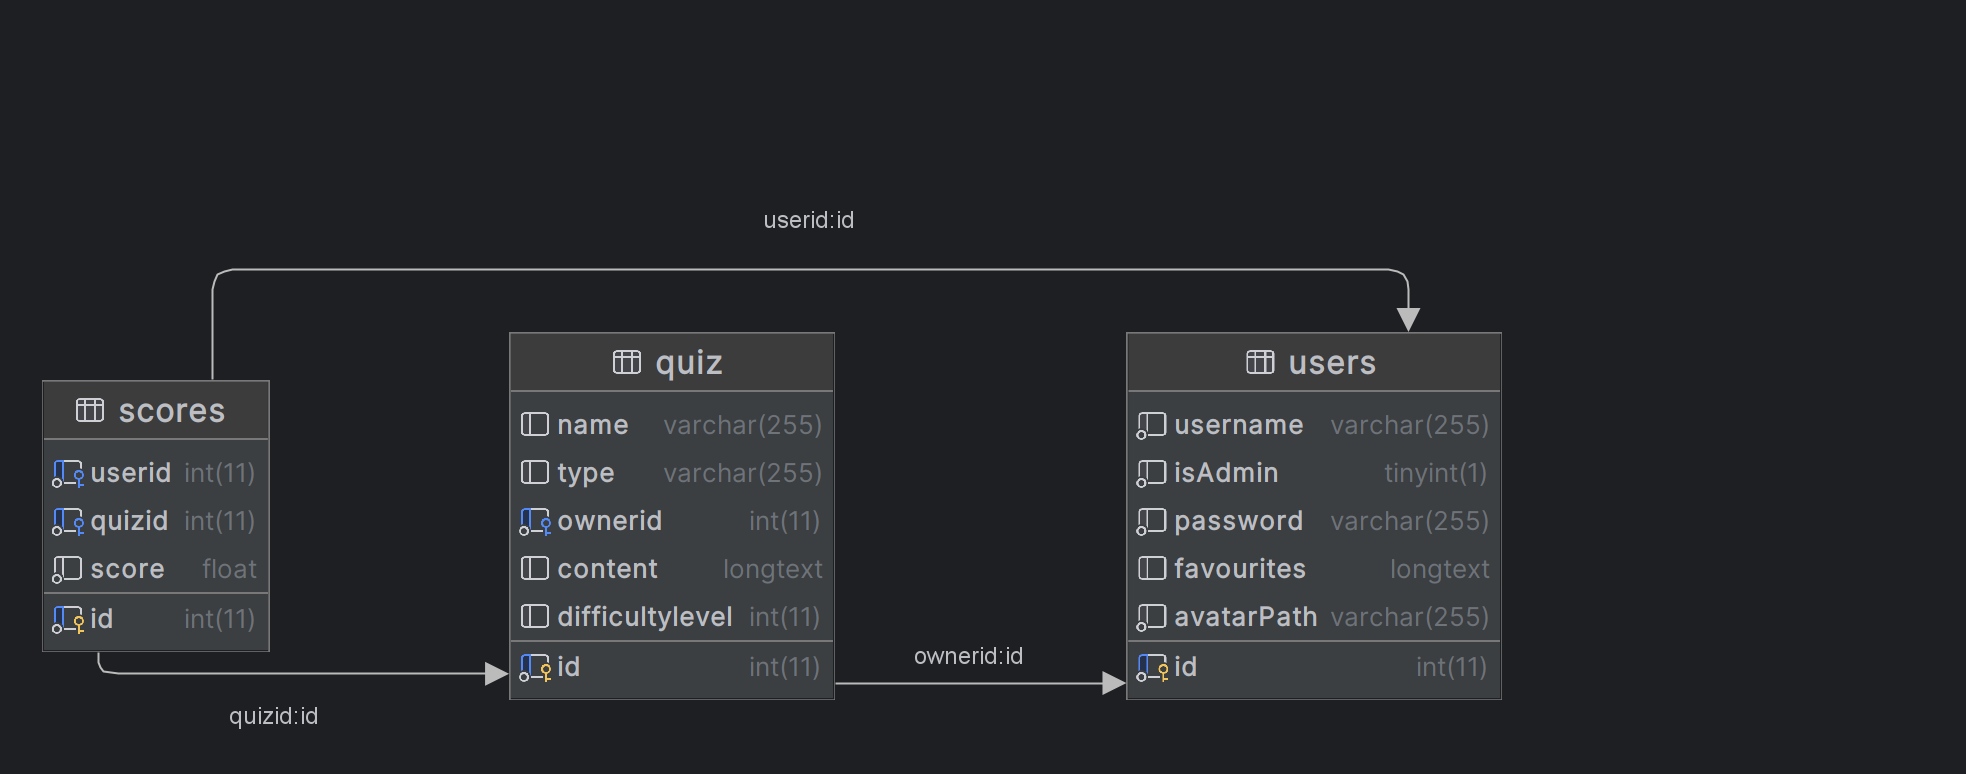 userid:id
scores
userid int(11)
quizid int(11)
score float
id int(11)
quizid:id
quiz
name varchar(255)
type varchar(255)
ownerid int(11)
content longtext
difficultylevel int(11)
id int(11)
ownerid:id
users
username varchar(255)
isAdmin tinyint(1)
password varchar(255)
favourites longtext
avatarPath varchar(255)
id int(11)